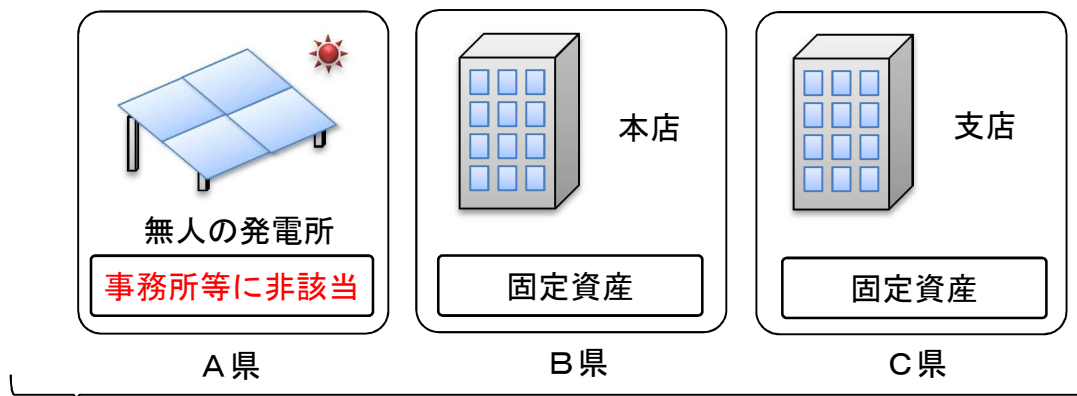 無人の発電所
事務所等に非該当
A県
本店
固定資産
B県
支店
固定資産
C県